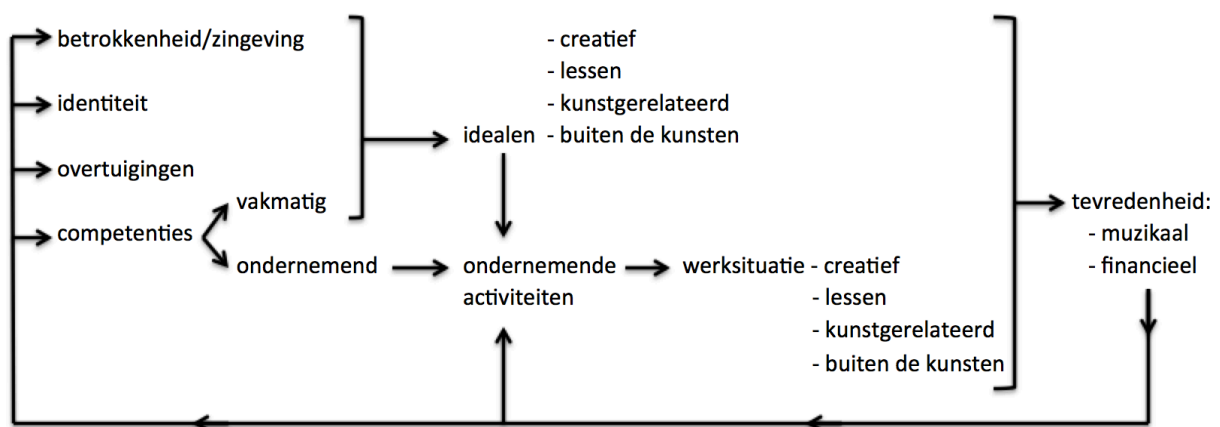 betrokkenheid/zingeving
identiteit
overtuigingen
competenties
vakmatig
ondernemend
idealen
- creatief
- lessen
- kunstgerelateerd
- buiten de kunsten
ondernemende
activiteiten
werksituatie
- creatief
- lessen
- kunstgerelateerd
- buiten de kunsten
tevredenheid:
- muzikaal
- financieel